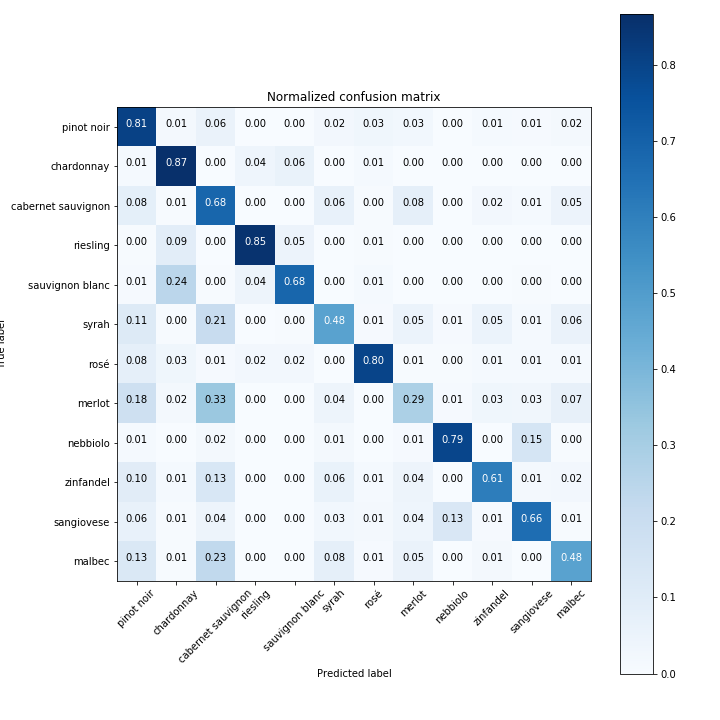 Normalized confusion matrix
pinot noir 0.81 0.01 0.06 0.00 0.00 0.02 0.03 0.03 0.00 0.01 0.01 0.02
chardonnay 0.01 0.87 0.00 0.04 0.06 0.00 0.01 0.00 0.00 0.00 0.00 0.00
cabernet sauvignon 0.08 0.01 0.68 0.00 0.00 0.06 0.00 0.08 0.00 0.02 0.01 0.05
riesling 0.00 0.09 0.00 0.85 0.05 0.00 0.01 0.00 0.00 0.00 0.00 0.00
sauvignon blanc 0.01 0.24 0.00 0.04 0.68 0.00 0.01 0.00 0.00 0.00 0.00 0.00
syrah 0.11 0.00 0.21 0.00 0.00 0.48 0.01 0.05 0.01 0.05 0.01 0.06
rosé 0.08 0.03 0.01 0.02 0.02 0.00 0.80 0.01 0.00 0.01 0.01 0.01
merlot 0.18 0.02 0.33 0.00 0.00 0.04 0.00 0.29 0.01 0.03 0.03 0.07
nebbiolo 0.01 0.00 0.02 0.00 0.00 0.01 0.00 0.01 0.79 0.00 0.15 0.00
zinfandel 0.10 0.01 0.13 0.00 0.00 0.06 0.01 0.04 0.00 0.61 0.01 0.02
sangiovese 0.06 0.01 0.04 0.00 0.00 0.03 0.01 0.04 0.13 0.01 0.66 0.01
malbec 0.13 0.01 0.23 0.00 0.00 0.08 0.01 0.05 0.00 0.01 0.00 0.48
pinot noir
chardonnay
cabernet sauvignon
riesling
sauvignon blanc
syrah
rosé
merlot
nebbiolo
zinfandel
sangiovese
malbec
Predicted label
0.8
0.7
0.6
0.5
0.4
0.3
0.2
0.1
0.0